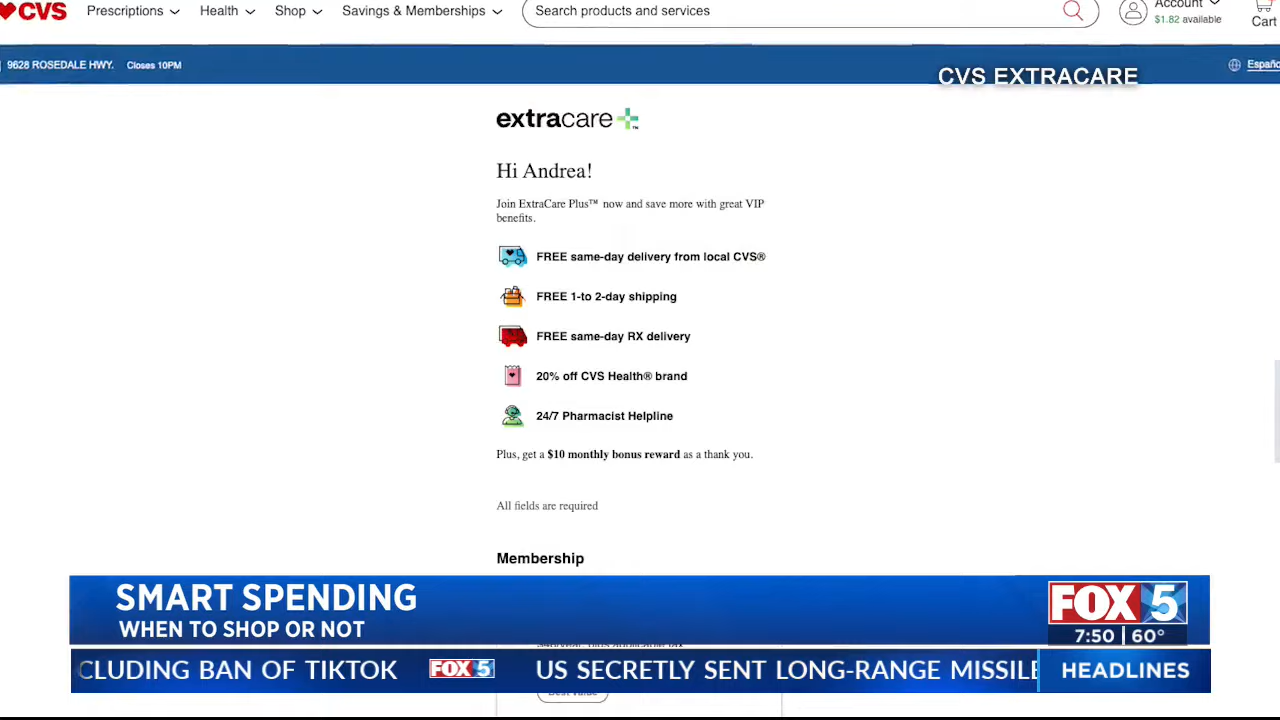 CVS Prescriptions Health Shop Savings & Memberships Search products and services Account
$1.82 available
Cart
9628 ROSEDALE HWY. Closes 10PM
CVS EXTRACARE
extracare
Hi Andrea!
Join ExtraCare Plus™ now and save more with great VIP
benefits.
FREE same-day delivery from local CVS®
FREE 1-to 2-day shipping
FREE same-day RX delivery
20% off CVS Health® brand
24/7 Pharmacist Helpline
Plus, get a $10 monthly bonus reward as a thank you.
All fields are required
Membership
SMART SPENDING
WHEN TO SHOP OR NOT
FOX 5
7:50 | 60°
CLUDING BAN OF TIKTOK FOX 5 US SECRETLY SENT LONG-RANGE MISSILE
HEADLINES